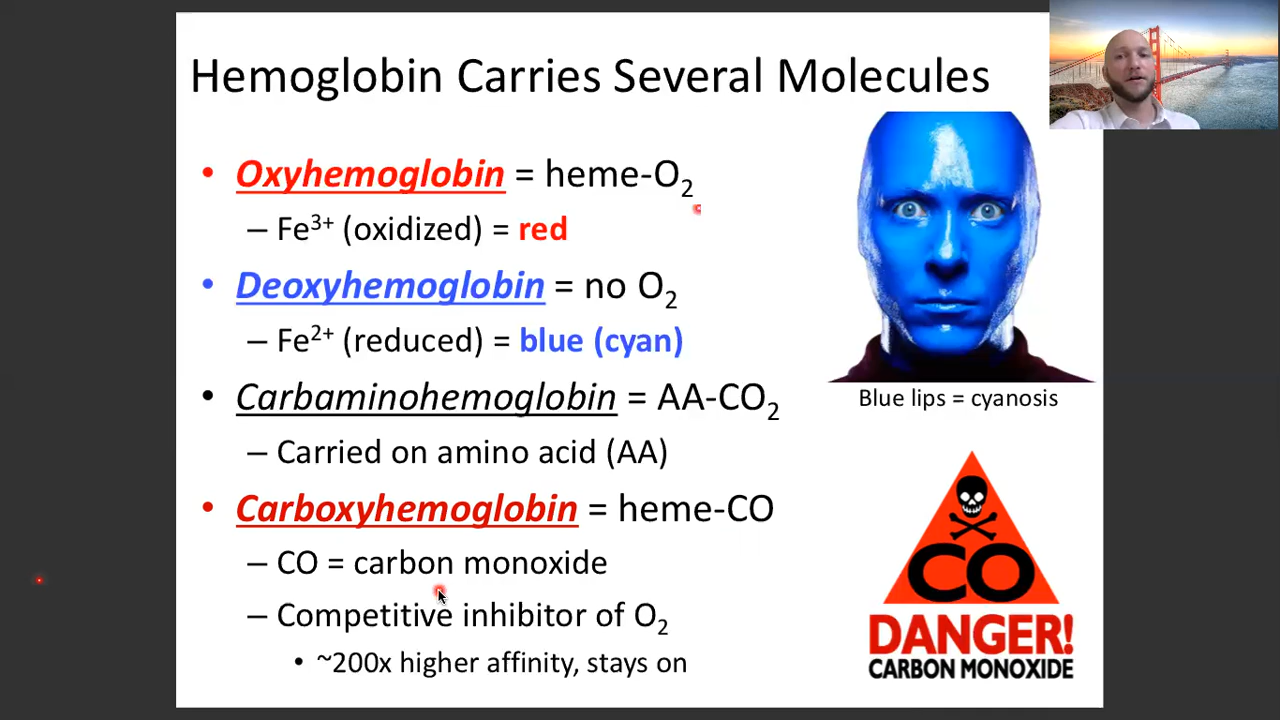 Hemoglobin Carries Several Molecules
• Oxyhemoglobin = heme-O₂
– Fe³⁺ (oxidized) = red
• Deoxyhemoglobin = no O₂
– Fe²⁺ (reduced) = blue (cyan)
• Carbaminohemoglobin = AA-CO₂
– Carried on amino acid (AA)
• Carboxyhemoglobin = heme-CO
– CO = carbon monoxide
– Competitive inhibitor of O₂
• ~200x higher affinity, stays on
Blue lips = cyanosis
CO
DANGER!
CARBON MONOXIDE